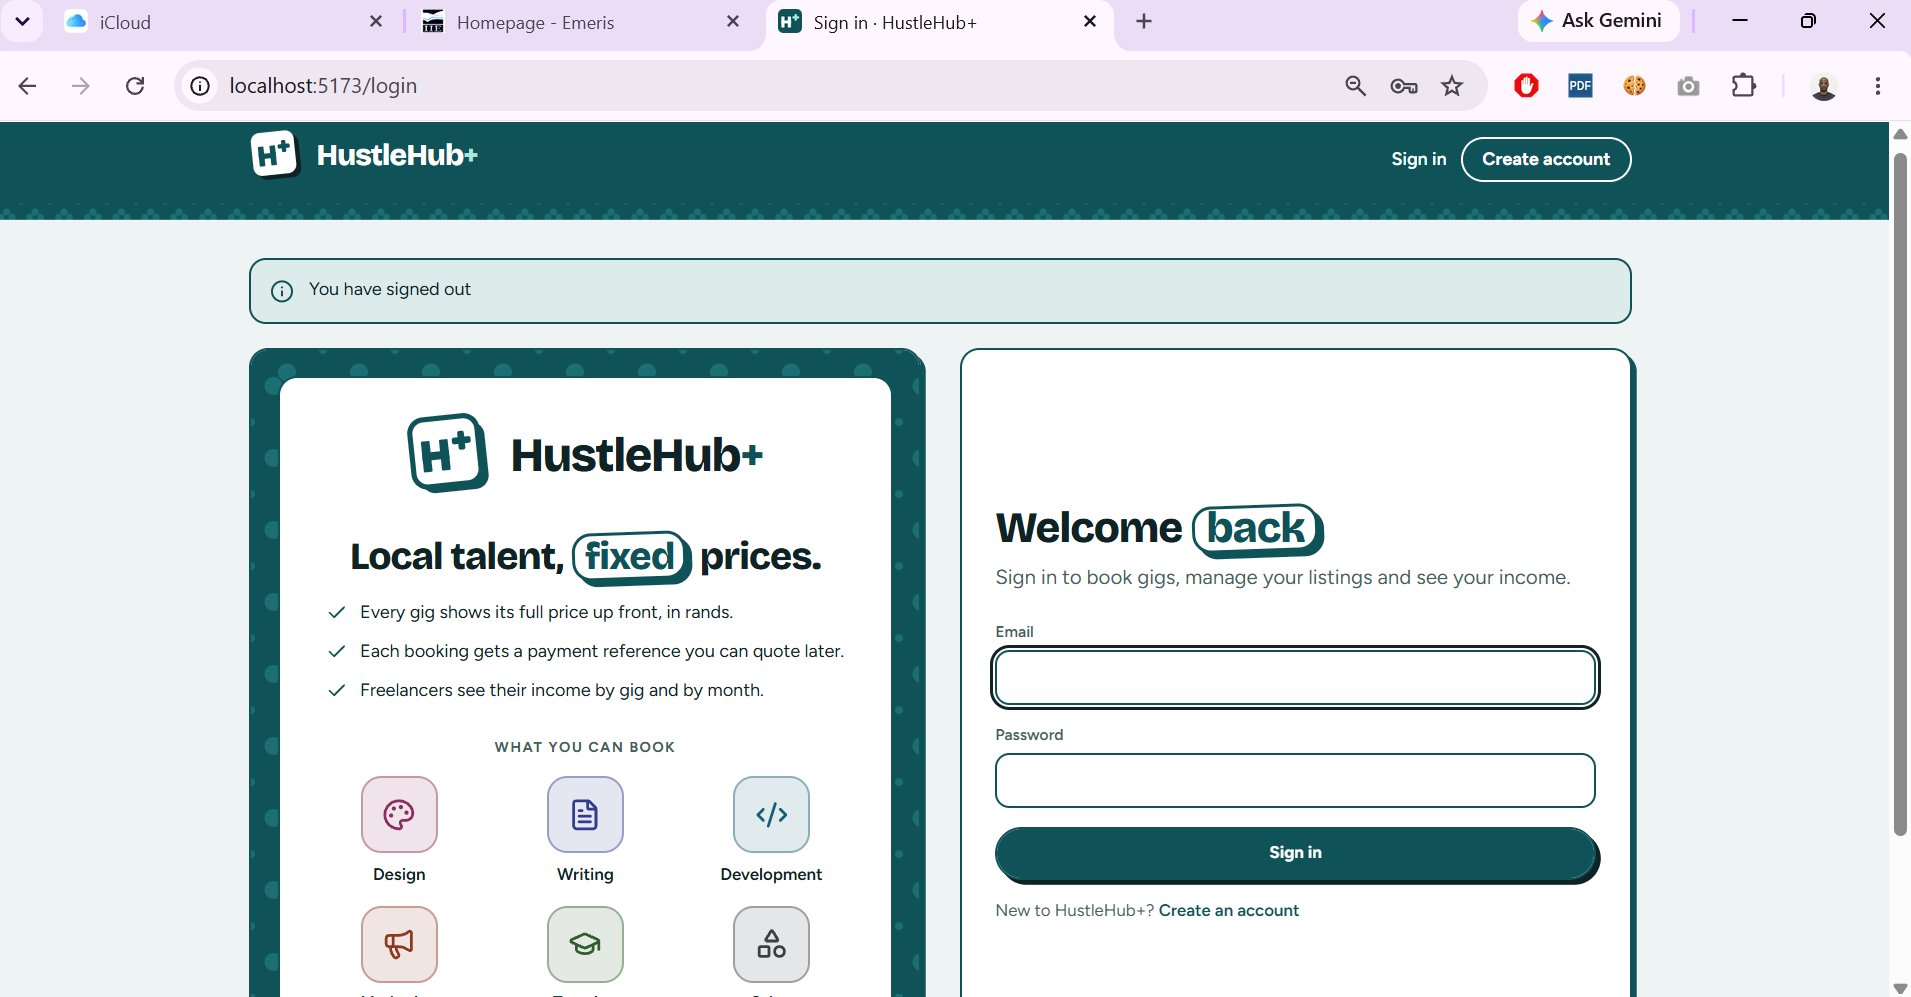 iCloud
Homepage - Emeris
Sign in · HustleHub+
Ask Gemini
localhost:5173/login
PDF
H+ HustleHub+
Sign in
Create account
You have signed out
H+ HustleHub+
Local talent, fixed prices.
Every gig shows its full price up front, in rands.
Each booking gets a payment reference you can quote later.
Freelancers see their income by gig and by month.
WHAT YOU CAN BOOK
Design
Writing
Development
Welcome back
Sign in to book gigs, manage your listings and see your income.
Email
Password
Sign in
New to HustleHub+? Create an account